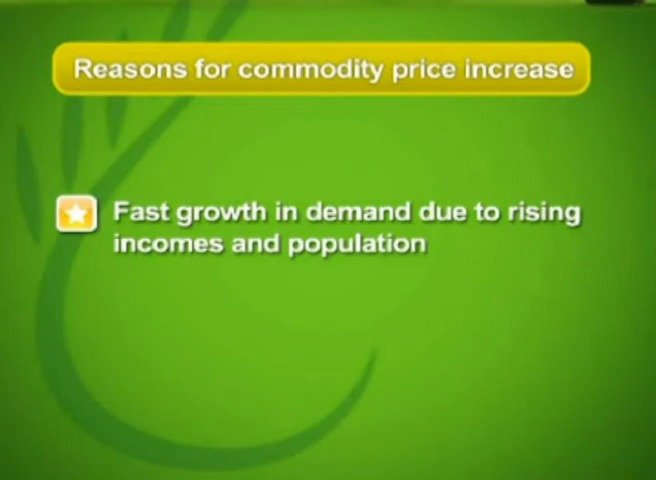 Reasons for commodity price increase
Fast growth in demand due to rising
incomes and population